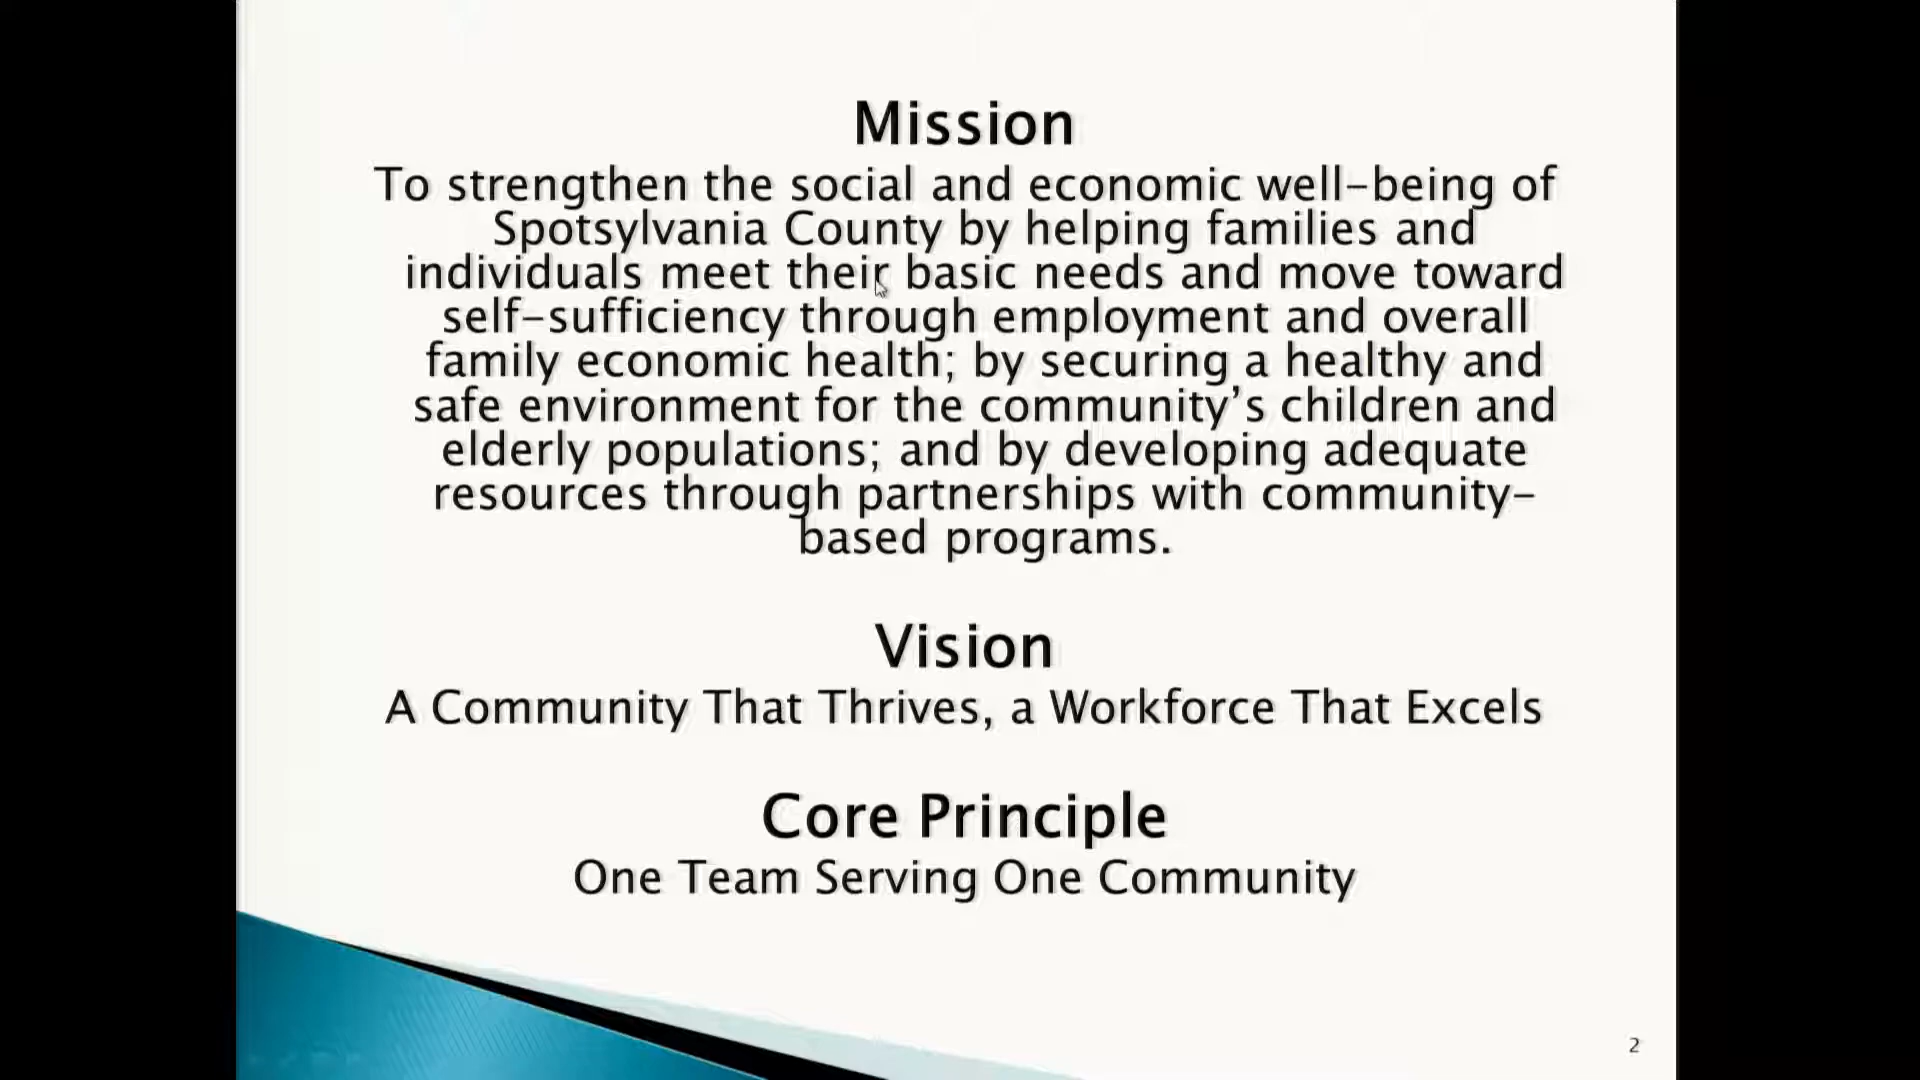 Mission
To strengthen the social and economic well-being of
Spotsylvania County by helping families and
individuals meet their basic needs and move toward
self-sufficiency through employment and overall
family economic health; by securing a healthy and
safe environment for the community’s children and
elderly populations; and by developing adequate
resources through partnerships with community-
based programs.
Vision
A Community That Thrives, a Workforce That Excels
Core Principle
One Team Serving One Community
2